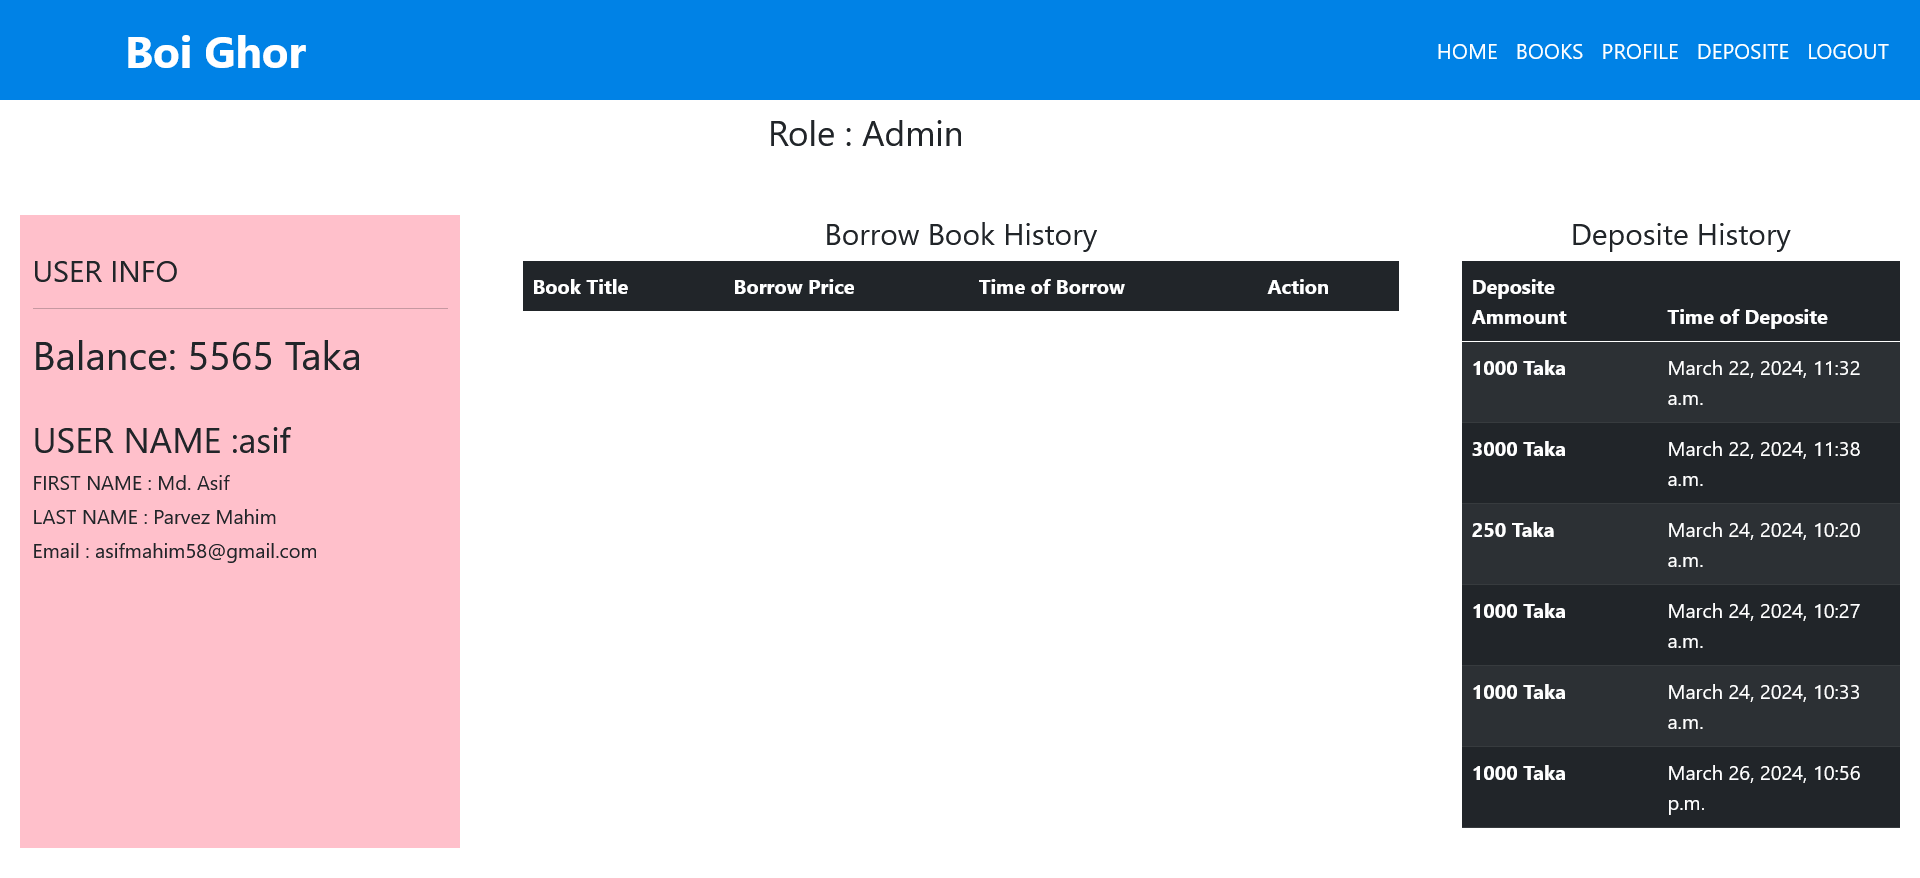 Boi Ghor
HOME BOOKS PROFILE DEPOSITE LOGOUT
Role : Admin
USER INFO
Balance: 5565 Taka
USER NAME :asif
FIRST NAME : Md. Asif
LAST NAME : Parvez Mahim
Email : asifmahim58@gmail.com
Borrow Book History
Book Title Borrow Price Time of Borrow Action
Deposite History
Deposite
Ammount Time of Deposite
1000 Taka March 22, 2024, 11:32
a.m.
3000 Taka March 22, 2024, 11:38
a.m.
250 Taka March 24, 2024, 10:20
a.m.
1000 Taka March 24, 2024, 10:27
a.m.
1000 Taka March 24, 2024, 10:33
a.m.
1000 Taka March 26, 2024, 10:56
p.m.